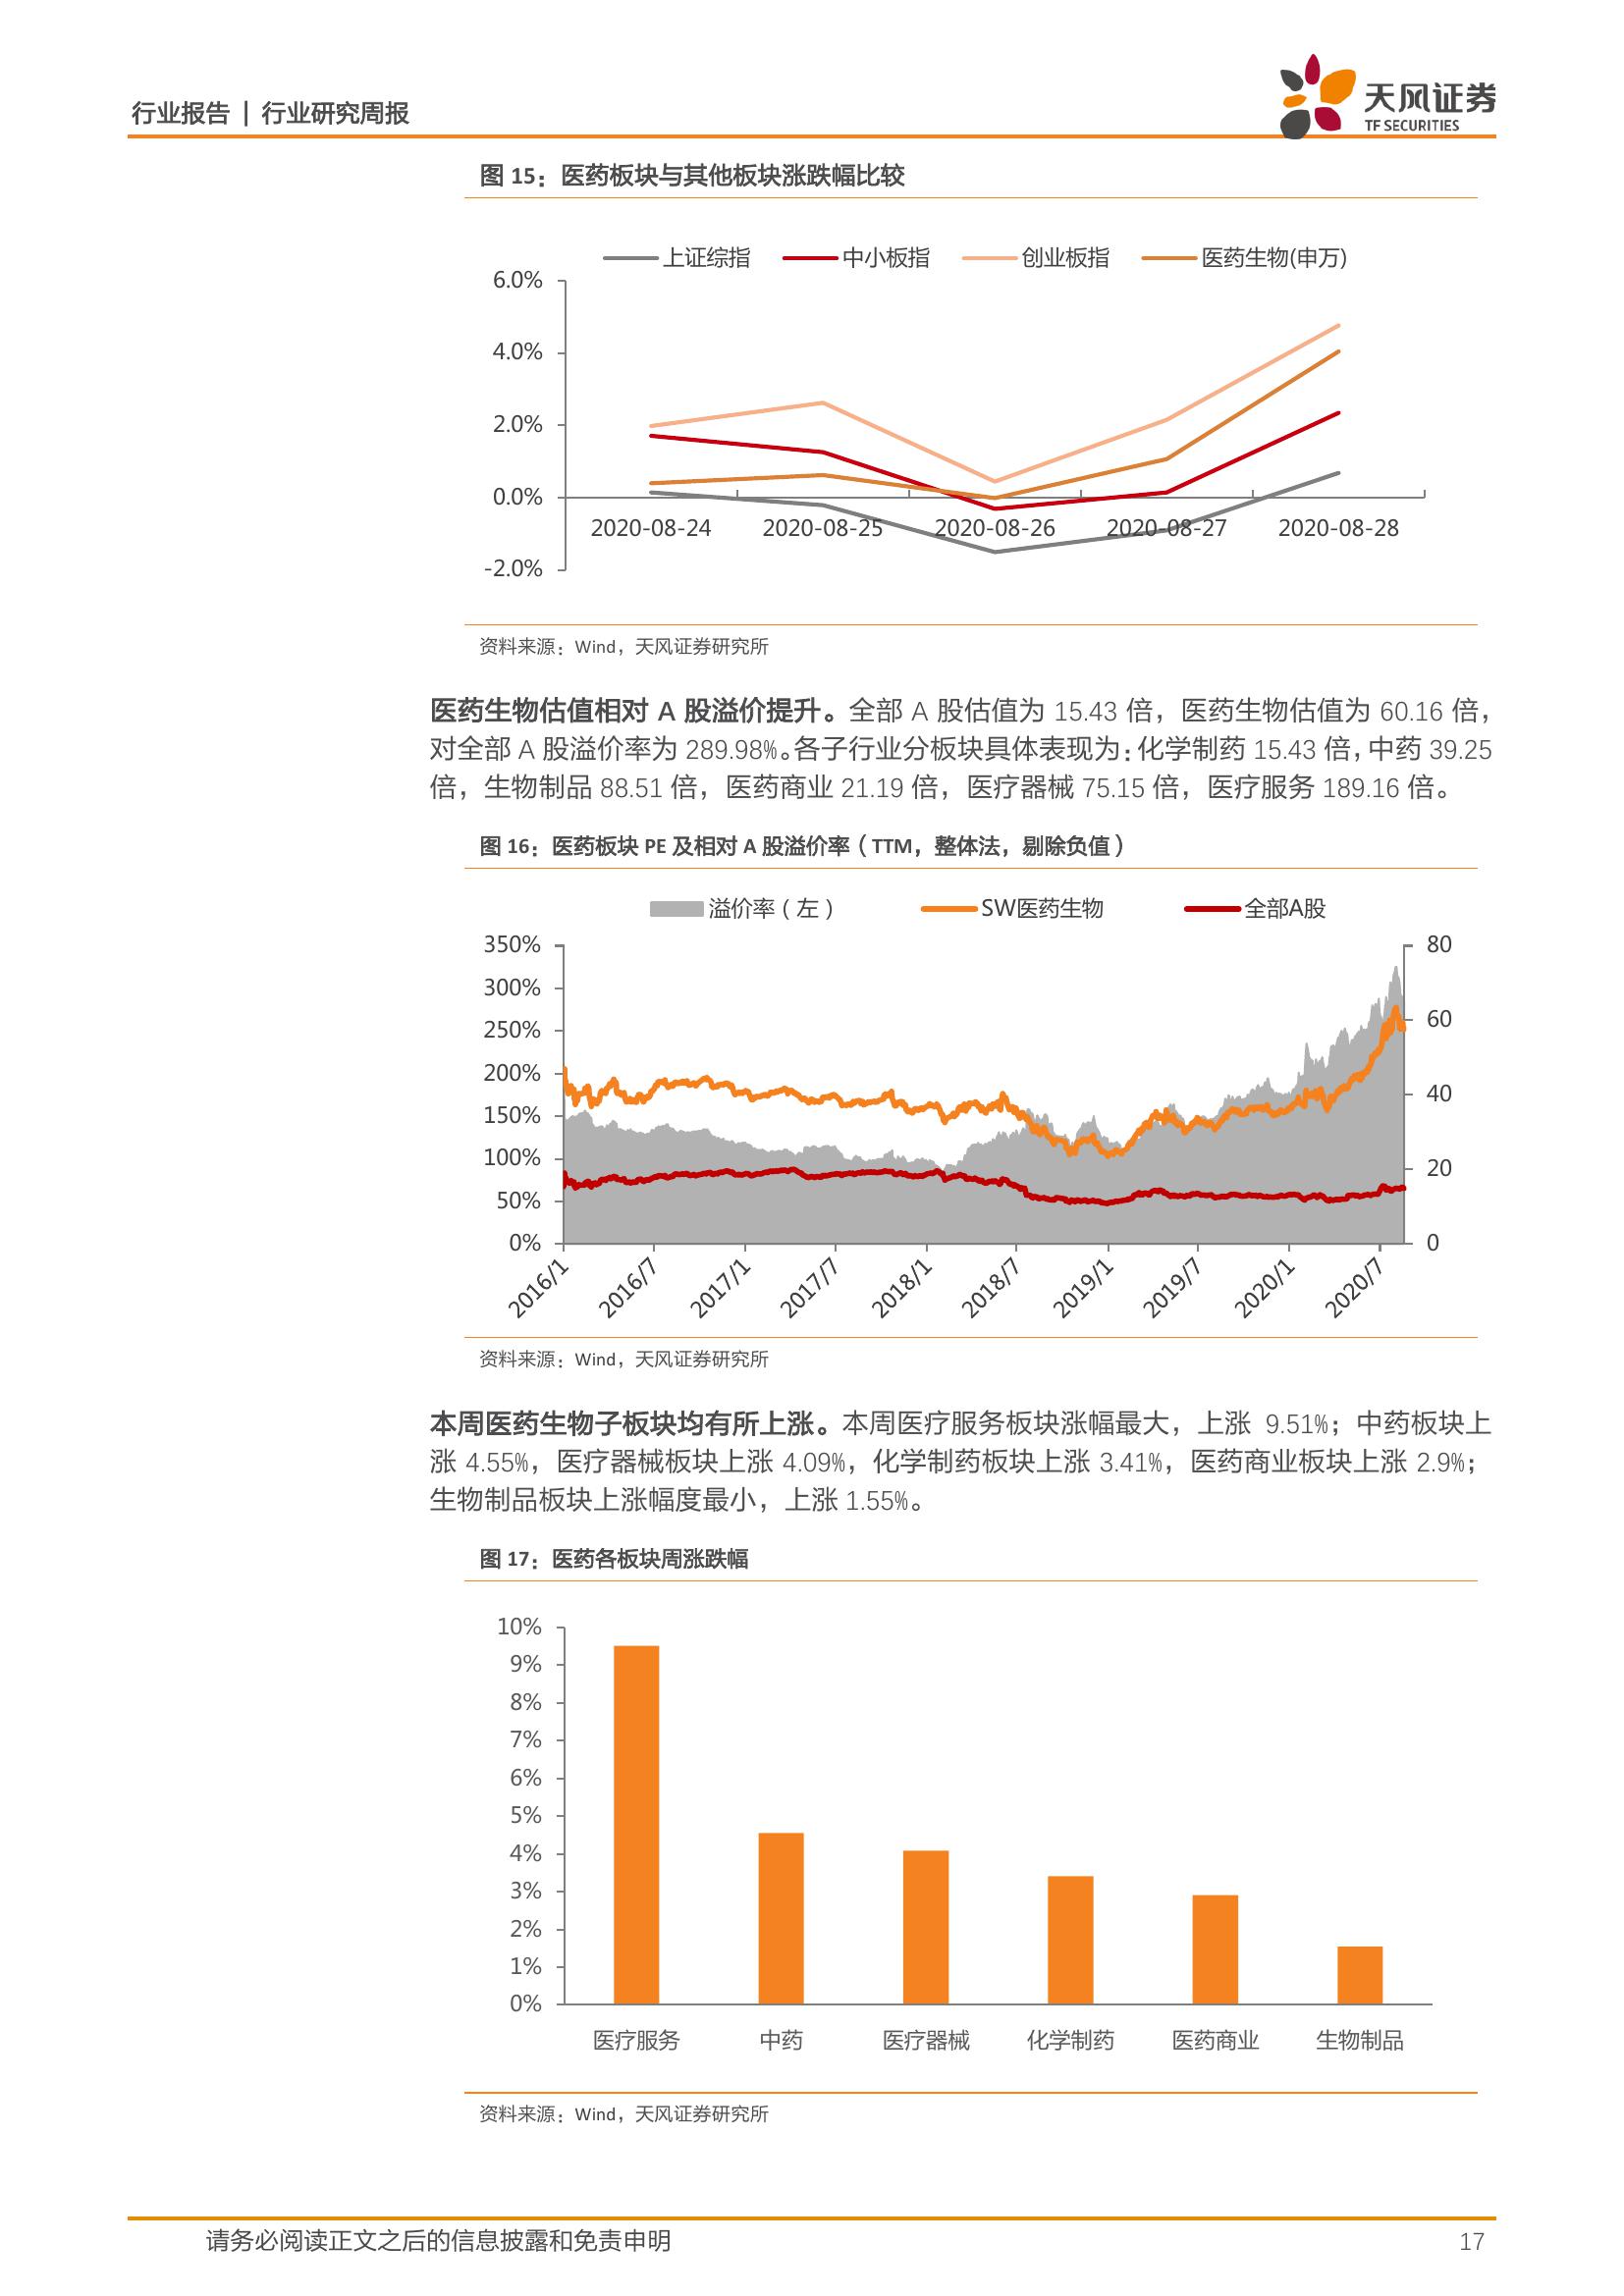 行业报告 | 行业研究周报
天风证券
TF SECURITIES
图 15：医药板块与其他板块涨跌幅比较
上证综指 中小板指 创业板指 医药生物(申万)
6.0%
4.0%
2.0%
0.0%
-2.0%
2020-08-24 2020-08-25 2020-08-26 2020-08-27 2020-08-28
资料来源：Wind，天风证券研究所
医药生物估值相对 A 股溢价提升。全部 A 股估值为 15.43 倍，医药生物估值为 60.16 倍，
对全部 A 股溢价率为 289.98%。各子行业分板块具体表现为：化学制药 15.43 倍，中药 39.25
倍，生物制品 88.51 倍，医药商业 21.19 倍，医疗器械 75.15 倍，医疗服务 189.16 倍。
图 16：医药板块 PE 及相对 A 股溢价率（TTM，整体法，剔除负值）
溢价率（左） SW医药生物 全部A股
350%
300%
250%
200%
150%
100%
50%
0%
80
60
40
20
0
2016/1 2016/7 2017/1 2017/7 2018/1 2018/7 2019/1 2019/7 2020/1 2020/7
资料来源：Wind，天风证券研究所
本周医药生物子板块均有所上涨。本周医疗服务板块涨幅最大，上涨 9.51%；中药板块上
涨 4.55%，医疗器械板块上涨 4.09%，化学制药板块上涨 3.41%，医药商业板块上涨 2.9%；
生物制品板块上涨幅度最小，上涨 1.55%。
图 17：医药各板块周涨跌幅
10%
9%
8%
7%
6%
5%
4%
3%
2%
1%
0%
医疗服务 中药 医疗器械 化学制药 医药商业 生物制品
资料来源：Wind，天风证券研究所
请务必阅读正文之后的信息披露和免责申明 17